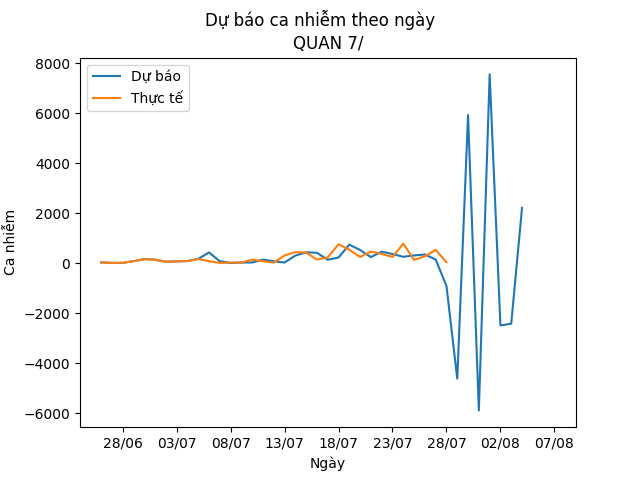 Dự báo ca nhiễm theo ngày
QUAN 7/
Dự báo
Thực tế
Ca nhiễm
8000
6000
4000
2000
0
−2000
−4000
−6000
28/06 03/07 08/07 13/07 18/07 23/07 28/07 02/08 07/08
Ngày